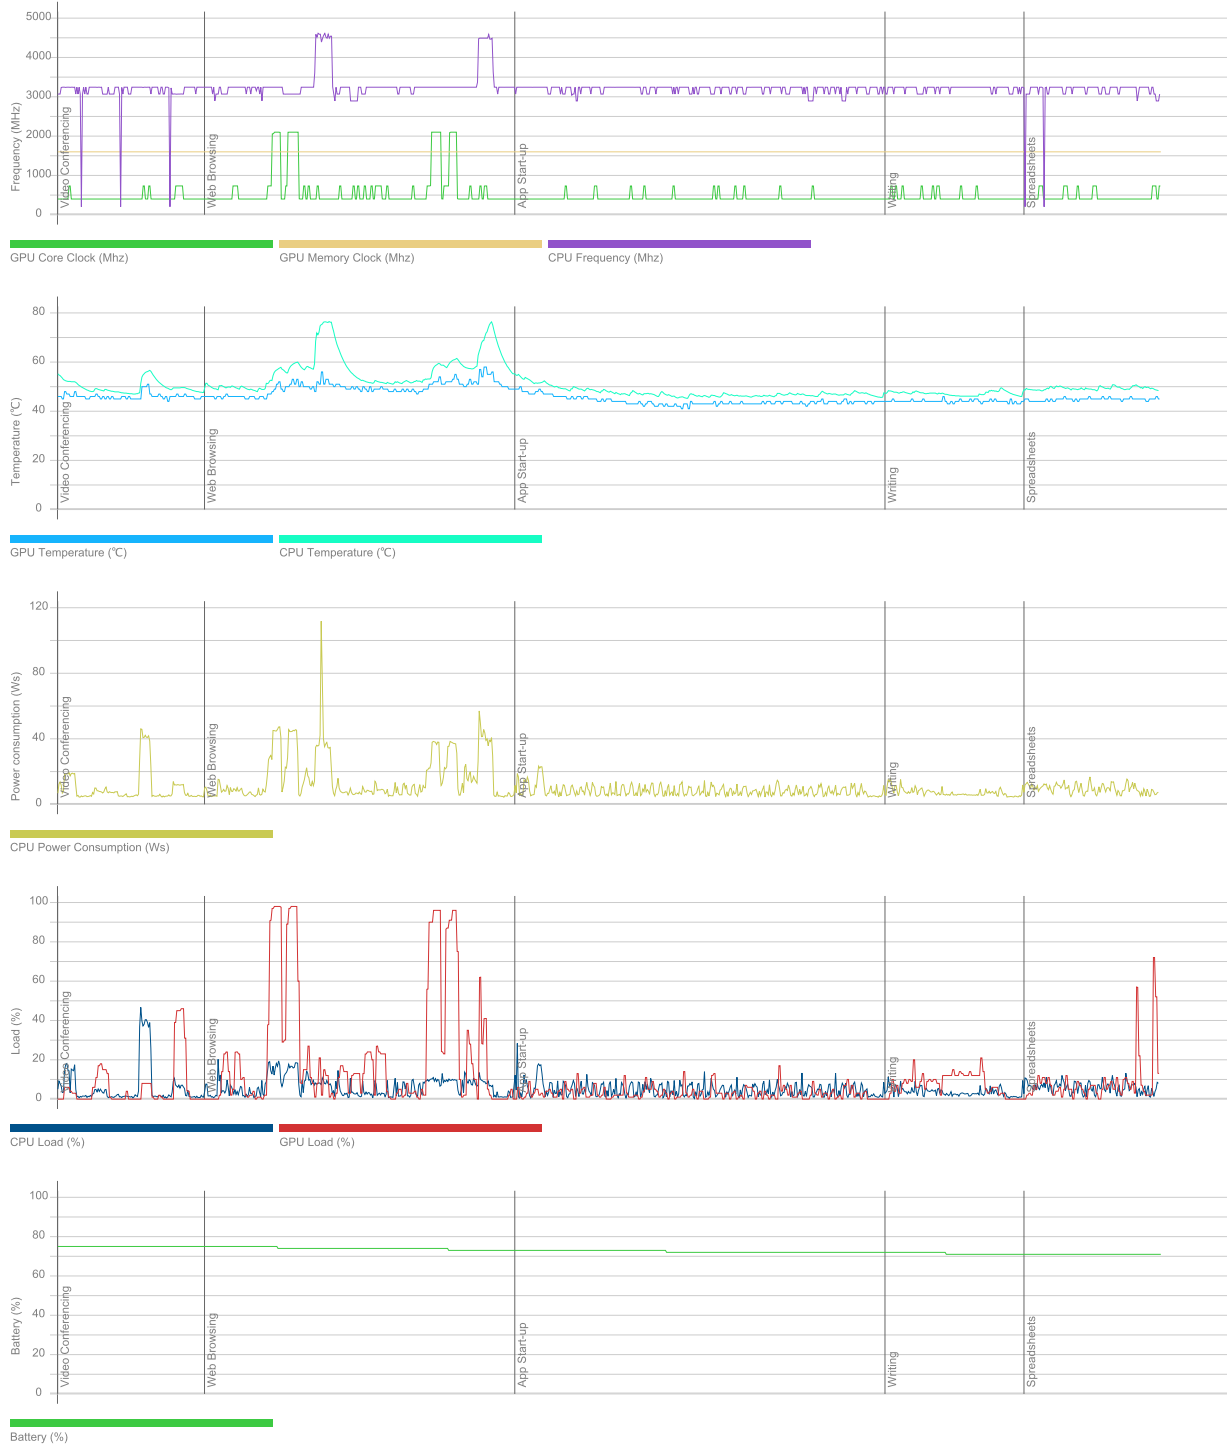 5000
4000
3000
2000
1000
0
Frequency (MHz)
Video Conferencing
Web Browsing
App Start-up
Writing
Spreadsheets
GPU Core Clock (Mhz)
GPU Memory Clock (Mhz)
CPU Frequency (Mhz)
80
60
40
20
0
Temperature (°C)
Video Conferencing
Web Browsing
App Start-up
Writing
Spreadsheets
GPU Temperature (°C)
CPU Temperature (°C)
120
80
40
0
Power consumption (Ws)
Video Conferencing
Web Browsing
App Start-up
Writing
Spreadsheets
CPU Power Consumption (Ws)
100
80
60
40
20
0
Load (%)
Video Conferencing
Web Browsing
App Start-up
Writing
Spreadsheets
CPU Load (%)
GPU Load (%)
100
80
60
40
20
0
Battery (%)
Video Conferencing
Web Browsing
App Start-up
Writing
Spreadsheets
Battery (%)